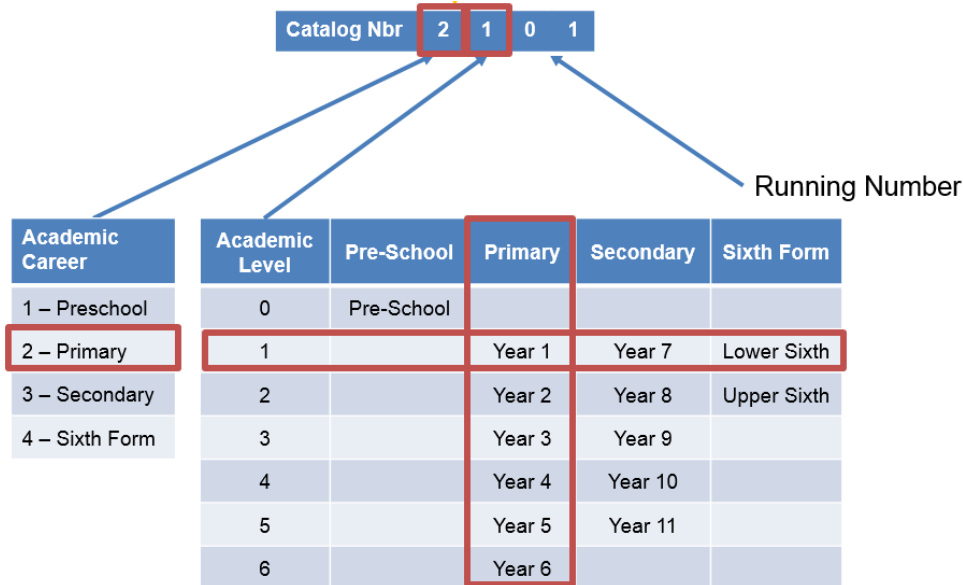 Catalog Nbr 2 1 0 1
Running Number
Academic
Career
1 – Preschool
2 – Primary
3 – Secondary
4 – Sixth Form
Academic
Level Pre-School Primary Secondary Sixth Form
0 Pre-School
1 Year 1 Year 7 Lower Sixth
2 Year 2 Year 8 Upper Sixth
3 Year 3 Year 9
4 Year 4 Year 10
5 Year 5 Year 11
6 Year 6